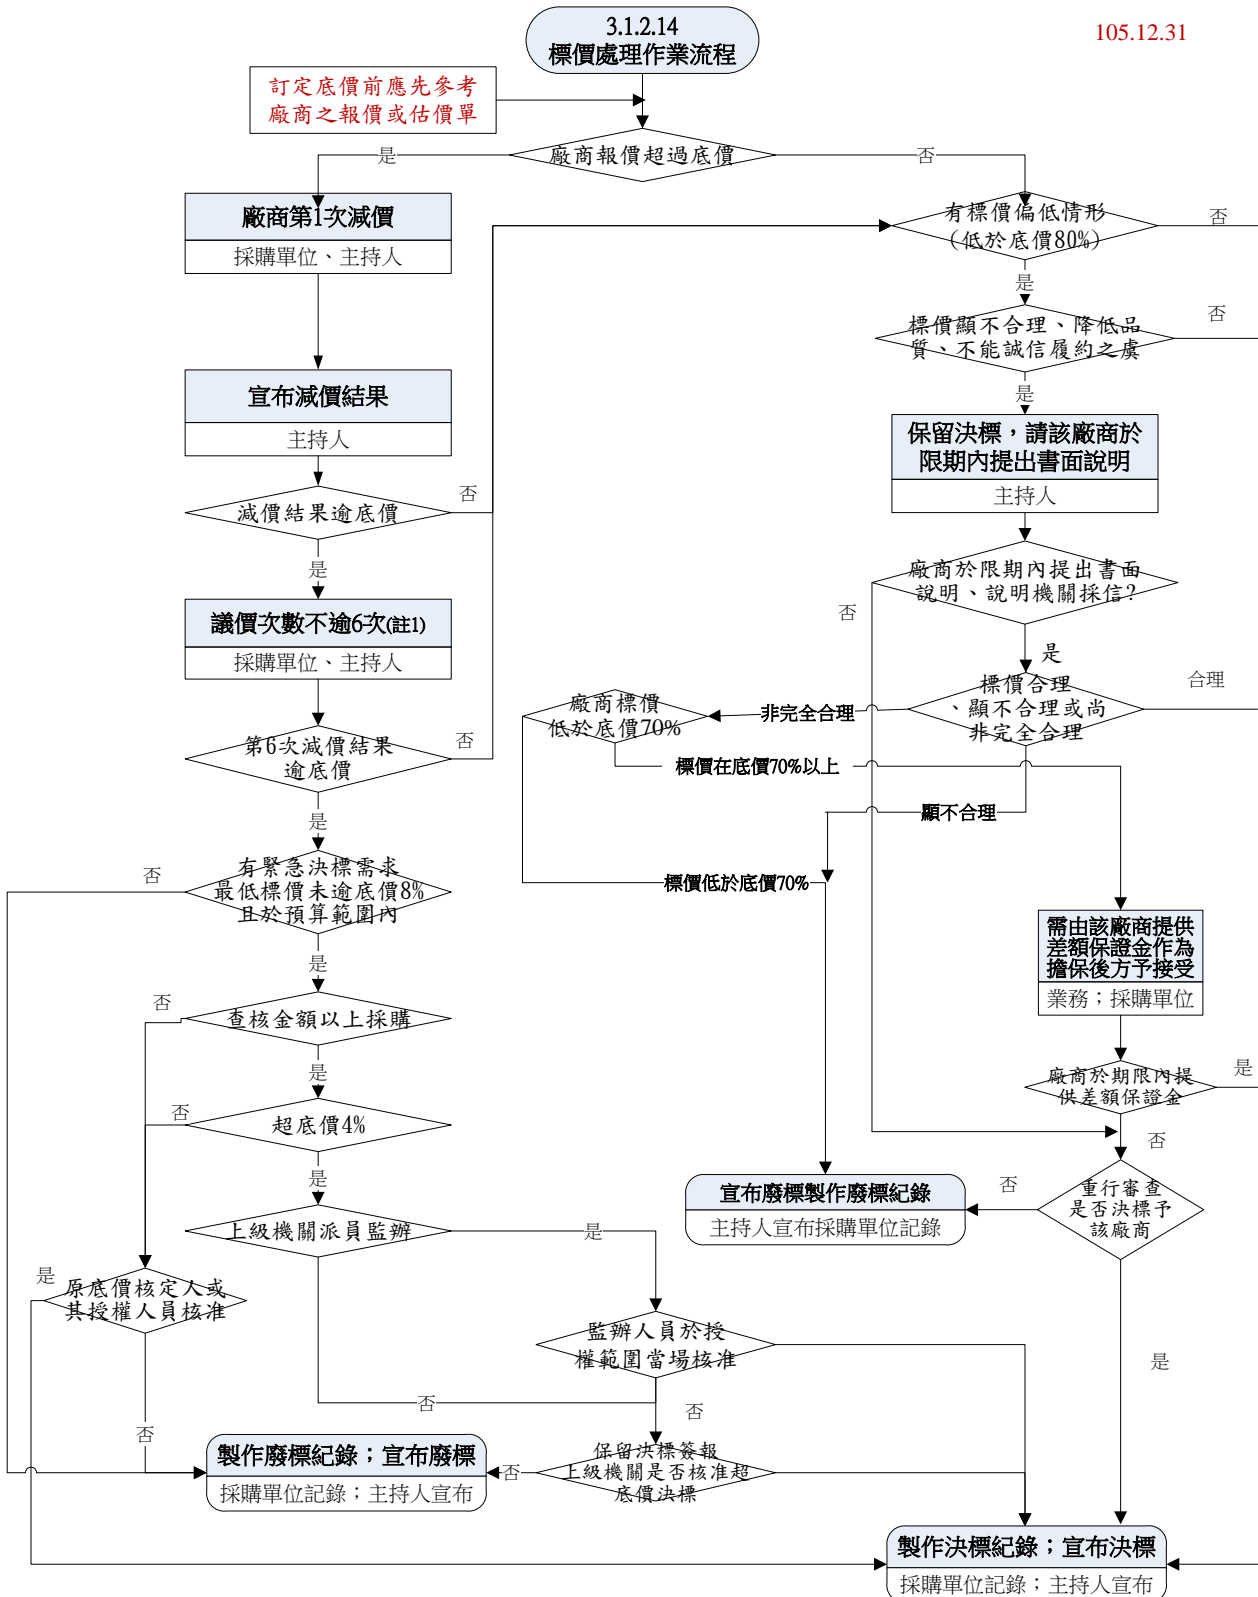 3.1.2.14
標價處理作業流程
105.12.31
訂定底價前應先參考
廠商之報價或估價單
廠商報價超過底價
是
否
廠商第1次減價
採購單位、主持人
有標價偏低情形
(低於底價80%)
否
是
標價顯不合理、降低品
質、不能誠信履約之虞
否
是
宣布減價結果
主持人
保留決標，請該廠商於
限期內提出書面說明
主持人
減價結果逾底價
否
是
廠商於限期內提出書面
說明、說明機關採信?
否
是
議價次數不逾6次(註1)
採購單位、主持人
標價合理
、顯不合理或尚
非完全合理
合理
非完全合理
顯不合理
廠商標價
低於底價70%
標價在底價70%以上
標價低於底價70%
第6次減價結果
逾底價
否
是
有緊急決標需求
最低標價未逾底價8%
且於預算範圍內
否
是
需由該廠商提供
差額保證金作為
擔保後方予接受
業務；採購單位
查核金額以上採購
否
是
廠商於期限內提
供差額保證金
是
否
超底價4%
否
是
宣布廢標製作廢標紀錄
主持人宣布採購單位記錄
否
重行審查
是否決標予
該廠商
是
上級機關派員監辦
是
否
原底價核定人或
其授權人員核准
是
否
監辦人員於授
權範圍當場核准
否
製作廢標紀錄；宣布廢標
採購單位記錄；主持人宣布
否
保留決標簽報
上級機關是否核准超
底價決標
製作決標紀錄；宣布決標
採購單位記錄；主持人宣布